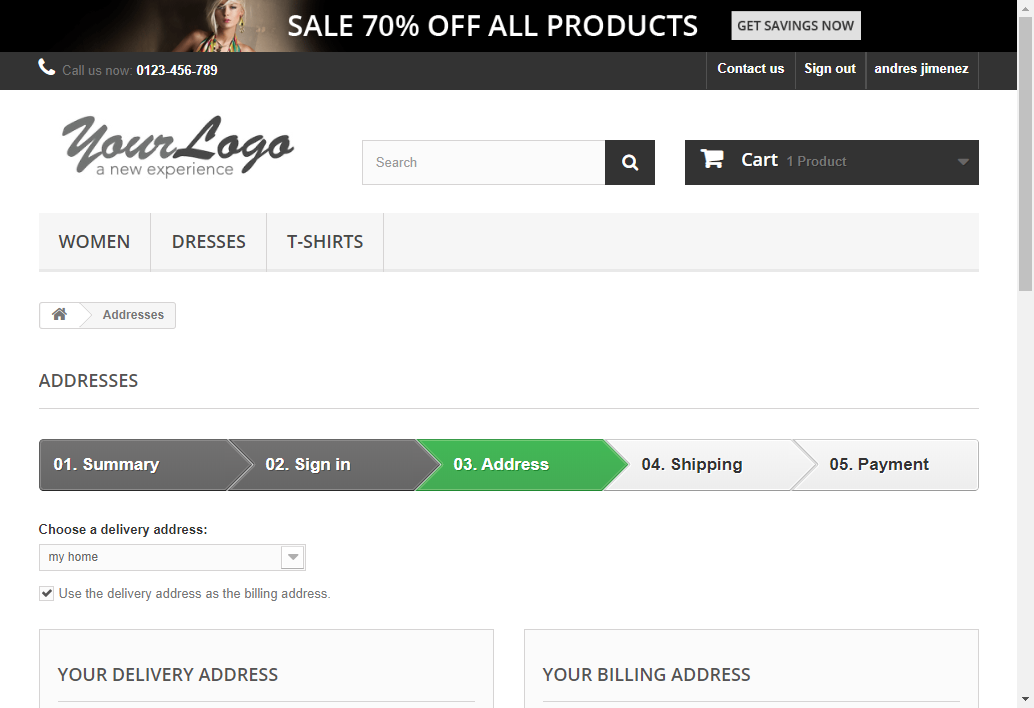 SALE 70% OFF ALL PRODUCTS GET SAVINGS NOW
Call us now: 0123-456-789 Contact us Sign out andres jimenez
YourLogo
a new experience
Search
Cart 1 Product
WOMEN DRESSES T-SHIRTS
Addresses
ADDRESSES
01. Summary 02. Sign in 03. Address 04. Shipping 05. Payment
Choose a delivery address:
my home
Use the delivery address as the billing address.
YOUR DELIVERY ADDRESS YOUR BILLING ADDRESS